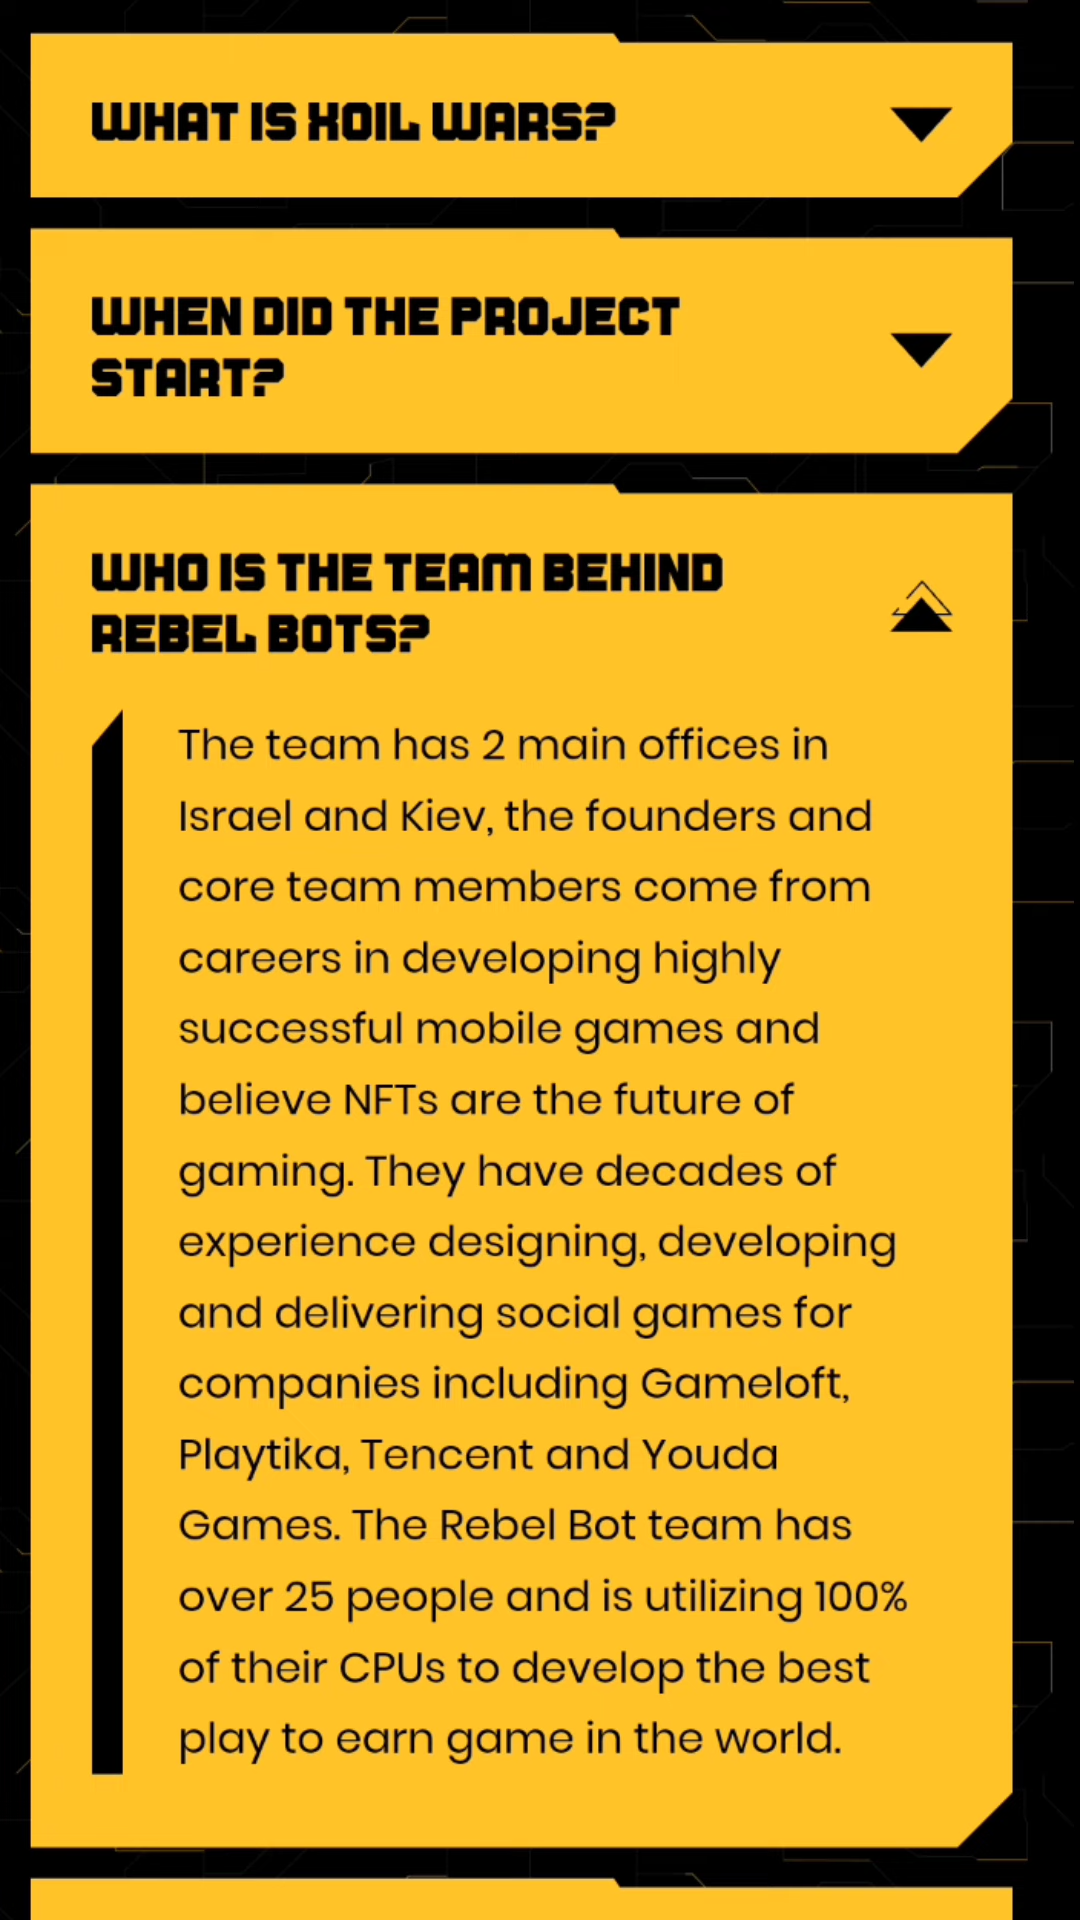 WHAT IS XOIL WARS?
WHEN DID THE PROJECT
START?
WHO IS THE TEAM BEHIND
REBEL BOTS?
The team has 2 main offices in
Israel and Kiev, the founders and
core team members come from
careers in developing highly
successful mobile games and
believe NFTs are the future of
gaming. They have decades of
experience designing, developing
and delivering social games for
companies including Gameloft,
Playtika, Tencent and Youda
Games. The Rebel Bot team has
over 25 people and is utilizing 100%
of their CPUs to develop the best
play to earn game in the world.